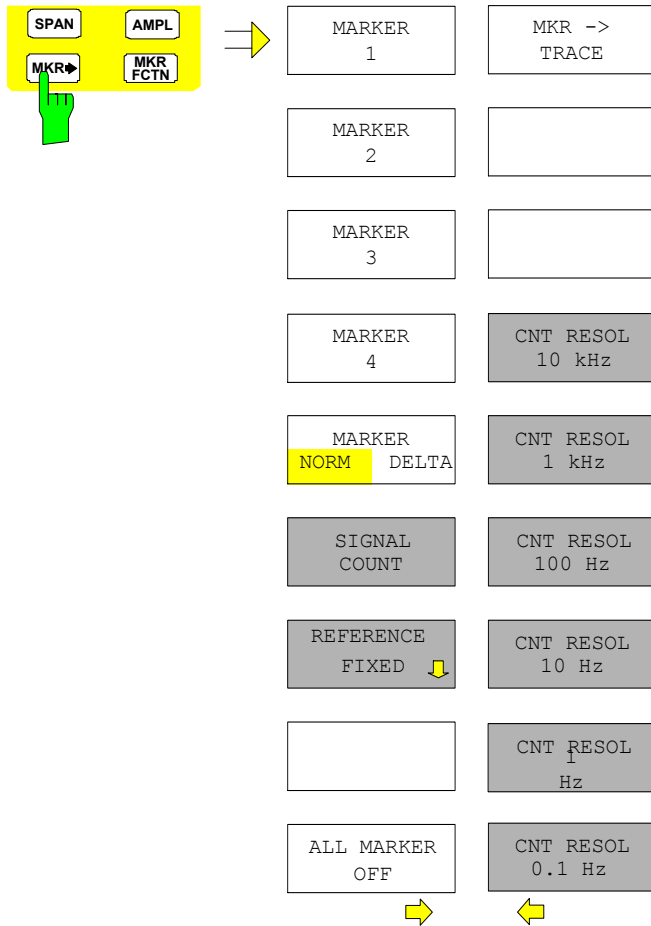 SPAN
AMPL
MKR
MKR
FCTN
MARKER
1
MARKER
2
MARKER
3
MARKER
4
MARKER
NORM DELTA
SIGNAL
COUNT
REFERENCE
FIXED
ALL MARKER
OFF
MKR ->
TRACE
CNT RESOL
10 kHz
CNT RESOL
1 kHz
CNT RESOL
100 Hz
CNT RESOL
10 Hz
CNT RESOL
1
Hz
CNT RESOL
0.1 Hz